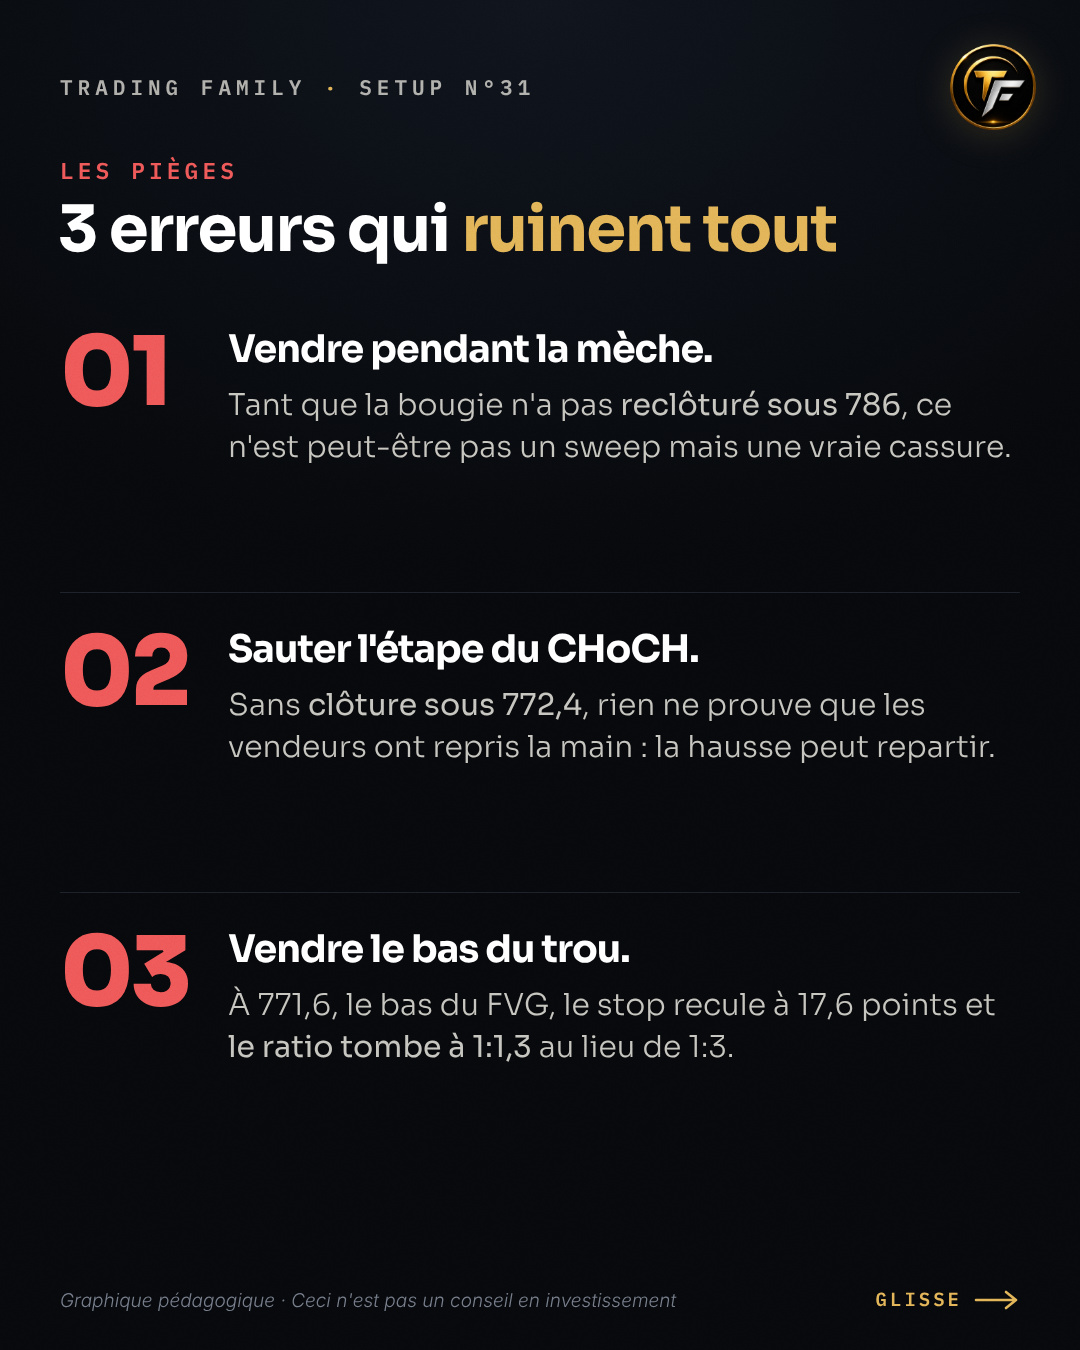 TRADING FAMILY · SETUP N°31
TF
LES PIÈGES
3 erreurs qui ruinent tout
01
Vendre pendant la mèche.
Tant que la bougie n'a pas reclôturé sous 786, ce
n'est peut-être pas un sweep mais une vraie cassure.
02
Sauter l'étape du CHoCH.
Sans clôture sous 772,4, rien ne prouve que les
vendeurs ont repris la main : la hausse peut repartir.
03
Vendre le bas du trou.
À 771,6, le bas du FVG, le stop recule à 17,6 points et
le ratio tombe à 1:1,3 au lieu de 1:3.
Graphique pédagogique · Ceci n'est pas un conseil en investissement
GLISSE →